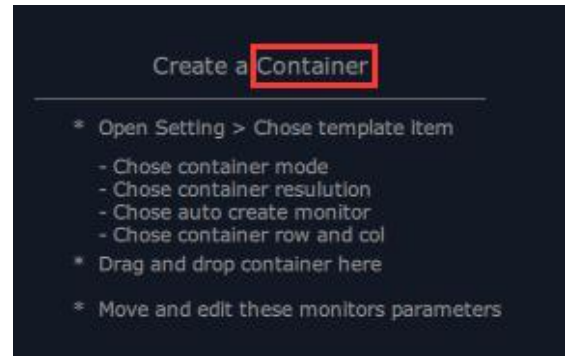 Create a Container
* Open Setting > Chose template item
- Chose container mode
- Chose container resulution
- Chose auto create monitor
- Chose container row and col
* Drag and drop container here
* Move and edit these monitors parameters